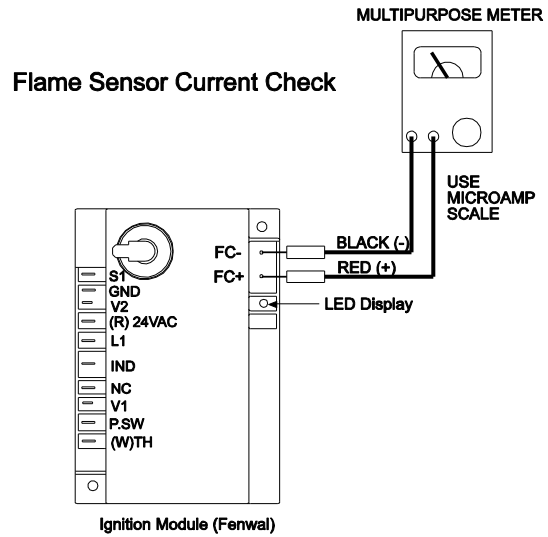 MULTIPURPOSE METER
Flame Sensor Current Check
USE
MICROAMP
SCALE
FC- BLACK (-)
FC+ RED (+)
LED Display
S1
GND
V2
(R) 24VAC
L1
IND
NC
V1
P.SW
(W)TH
Ignition Module (Fenwal)